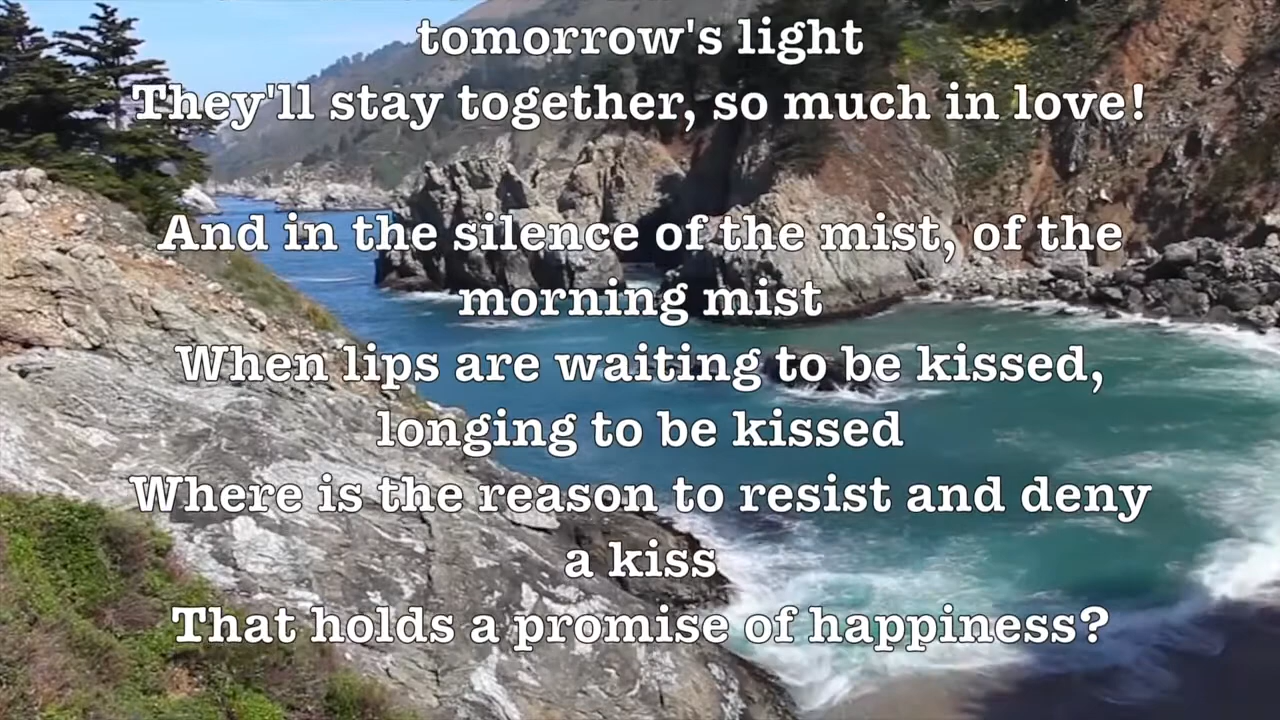 tomorrow's light
They'll stay together, so much in love!
And in the silence of the mist, of the
morning mist
When lips are waiting to be kissed,
longing to be kissed
Where is the reason to resist and deny
a kiss
That holds a promise of happiness?